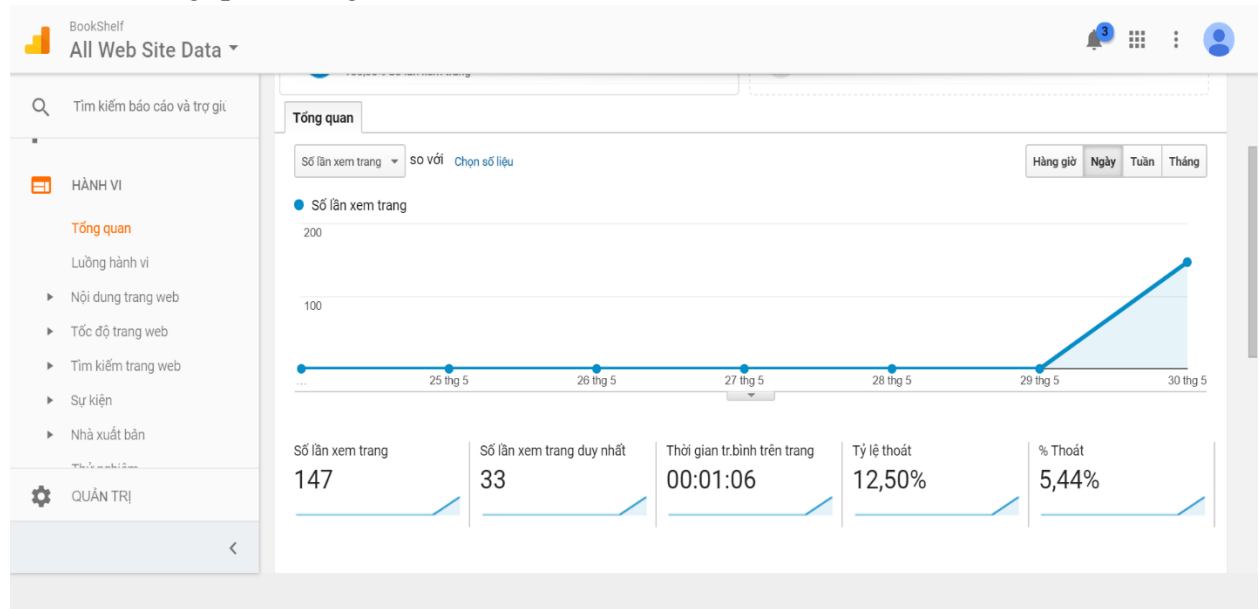 BookShelf
All Web Site Data
3
Tìm kiếm báo cáo và trợ giú
Tổng quan
Số lần xem trang so với Chọn số liệu
Hàng giờ Ngày Tuần Tháng
HÀNH VI
Tổng quan
Luồng hành vi
Nội dung trang web
Tốc độ trang web
Tìm kiếm trang web
Sự kiện
Nhà xuất bản
QUẢN TRỊ
Số lần xem trang
200
100
... 25 thg 5 26 thg 5 27 thg 5 28 thg 5 29 thg 5 30 thg 5
Số lần xem trang
147
Số lần xem trang duy nhất
33
Thời gian tr.bình trên trang
00:01:06
Tỷ lệ thoát
12,50%
% Thoát
5,44%